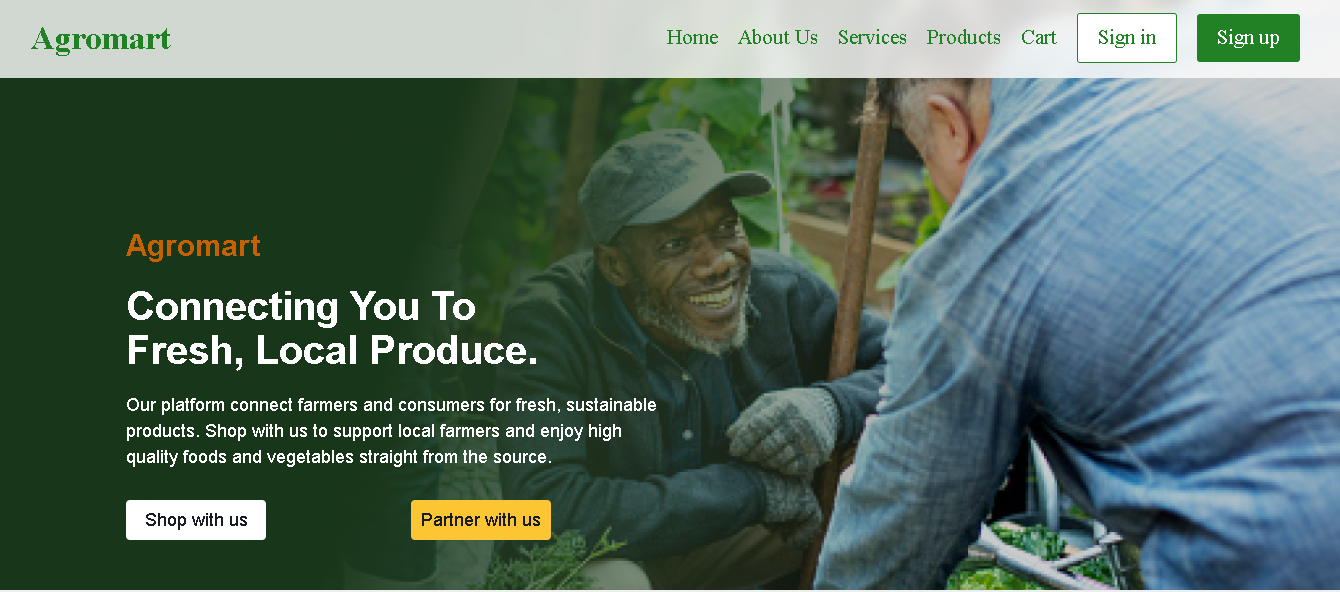 Agromart
Home About Us Services Products Cart Sign in Sign up
Agromart
Connecting You To
Fresh, Local Produce.
Our platform connect farmers and consumers for fresh, sustainable
products. Shop with us to support local farmers and enjoy high
quality foods and vegetables straight from the source.
Shop with us
Partner with us